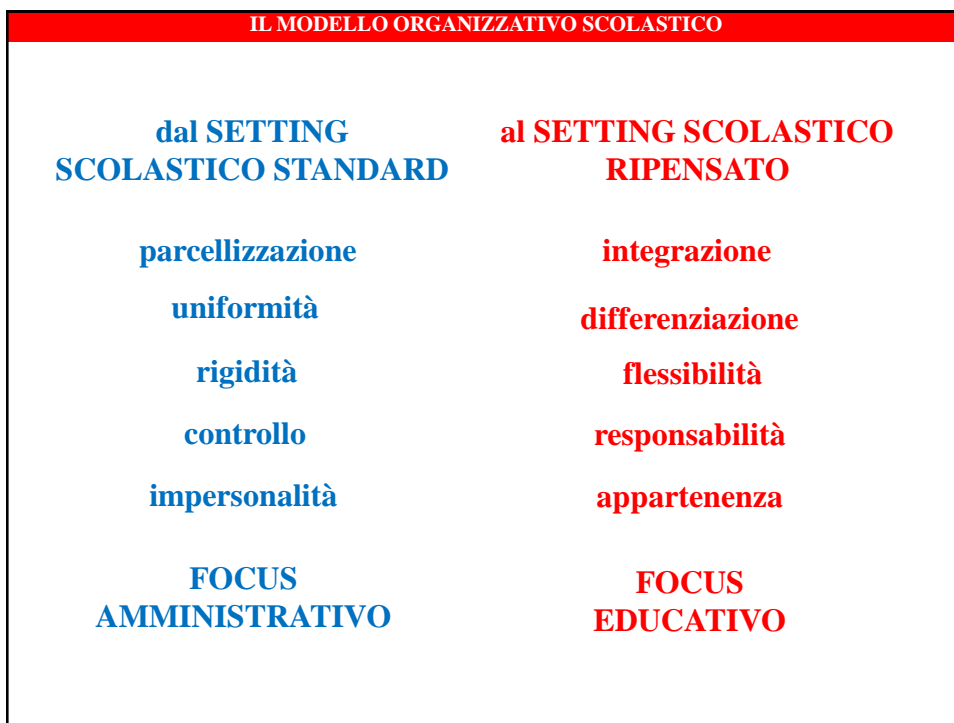 IL MODELLO ORGANIZZATIVO SCOLASTICO
dal SETTING
SCOLASTICO STANDARD
al SETTING SCOLASTICO
RIPENSATO
parcellizzazione
integrazione
uniformità
differenziazione
rigidità
flessibilità
controllo
responsabilità
impersonalità
appartenenza
FOCUS
AMMINISTRATIVO
FOCUS
EDUCATIVO